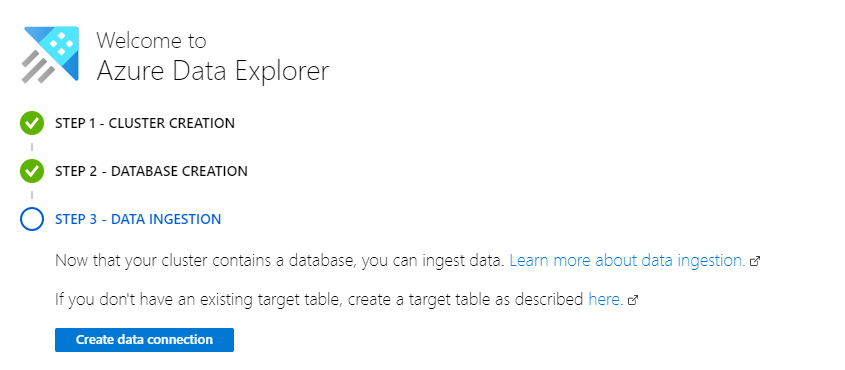 Welcome to
Azure Data Explorer
STEP 1 - CLUSTER CREATION
STEP 2 - DATABASE CREATION
STEP 3 - DATA INGESTION
Now that your cluster contains a database, you can ingest data. Learn more about data ingestion.
If you don't have an existing target table, create a target table as described here.
Create data connection